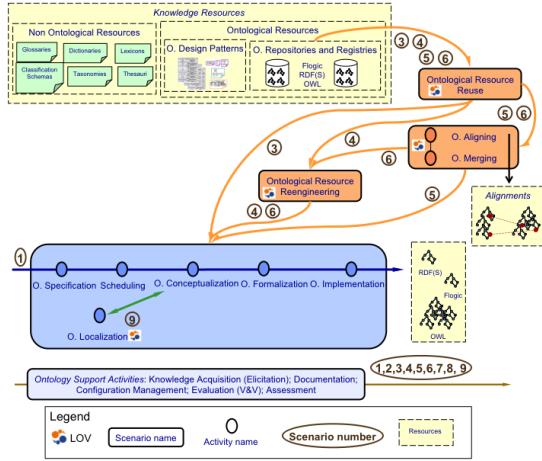 Knowledge Resources
Non Ontological Resources
Glossaries
Dictionaries
Lexicons
Classification
Schemas
Taxonomies
Thesauri
Ontological Resources
O. Design Patterns
O. Repositories and Registries
Flogic
RDF(S)
OWL
3 4
5 6
Ontological Resource
Reuse
5 6
3
4
6
O. Aligning
O. Merging
Ontological Resource
Reengineering
4 6
5
Alignments
1
O. Specification
Scheduling
O. Conceptualization
O. Formalization
O. Implementation
9
O. Localization
RDF(S)
Flogic
OWL
1,2,3,4,5,6,7,8, 9
Ontology Support Activities: Knowledge Acquisition (Elicitation); Documentation;
Configuration Management; Evaluation (V&V); Assessment
Legend
LOV
Scenario name
Activity name
Scenario number
Resources